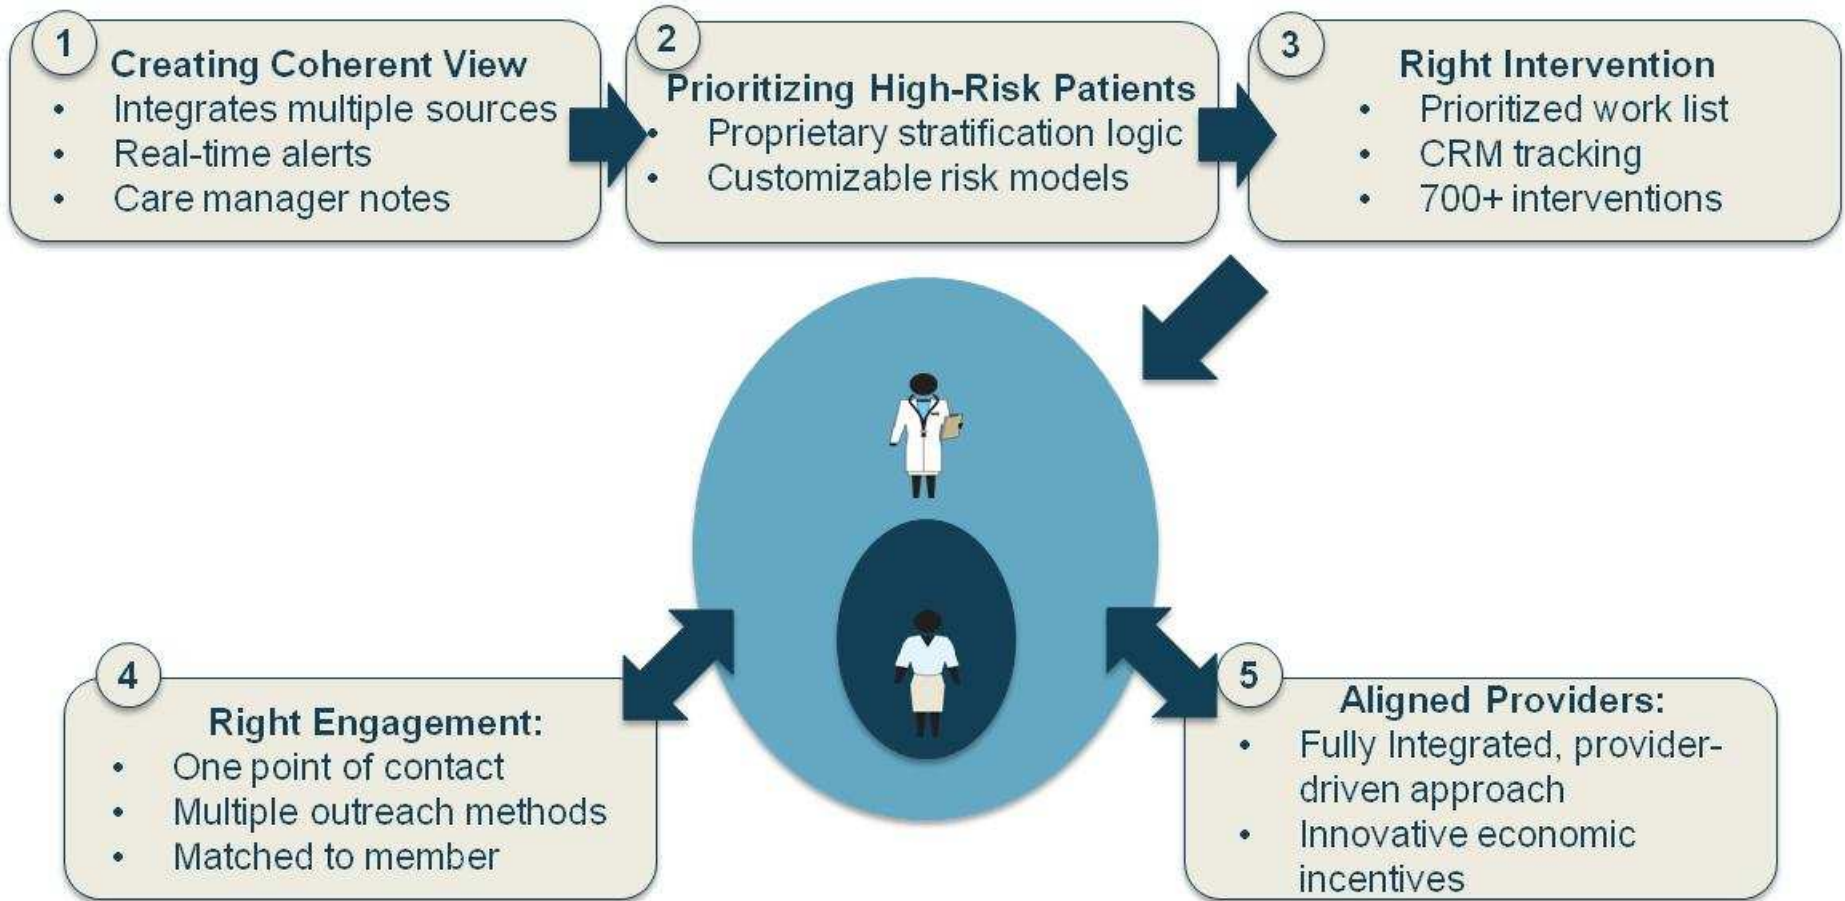 1
Creating Coherent View
• Integrates multiple sources
• Real-time alerts
• Care manager notes
2
Prioritizing High-Risk Patients
• Proprietary stratification logic
• Customizable risk models
3
Right Intervention
• Prioritized work list
• CRM tracking
• 700+ interventions
4
Right Engagement:
• One point of contact
• Multiple outreach methods
• Matched to member
5
Aligned Providers:
• Fully Integrated, provider-
driven approach
• Innovative economic
incentives